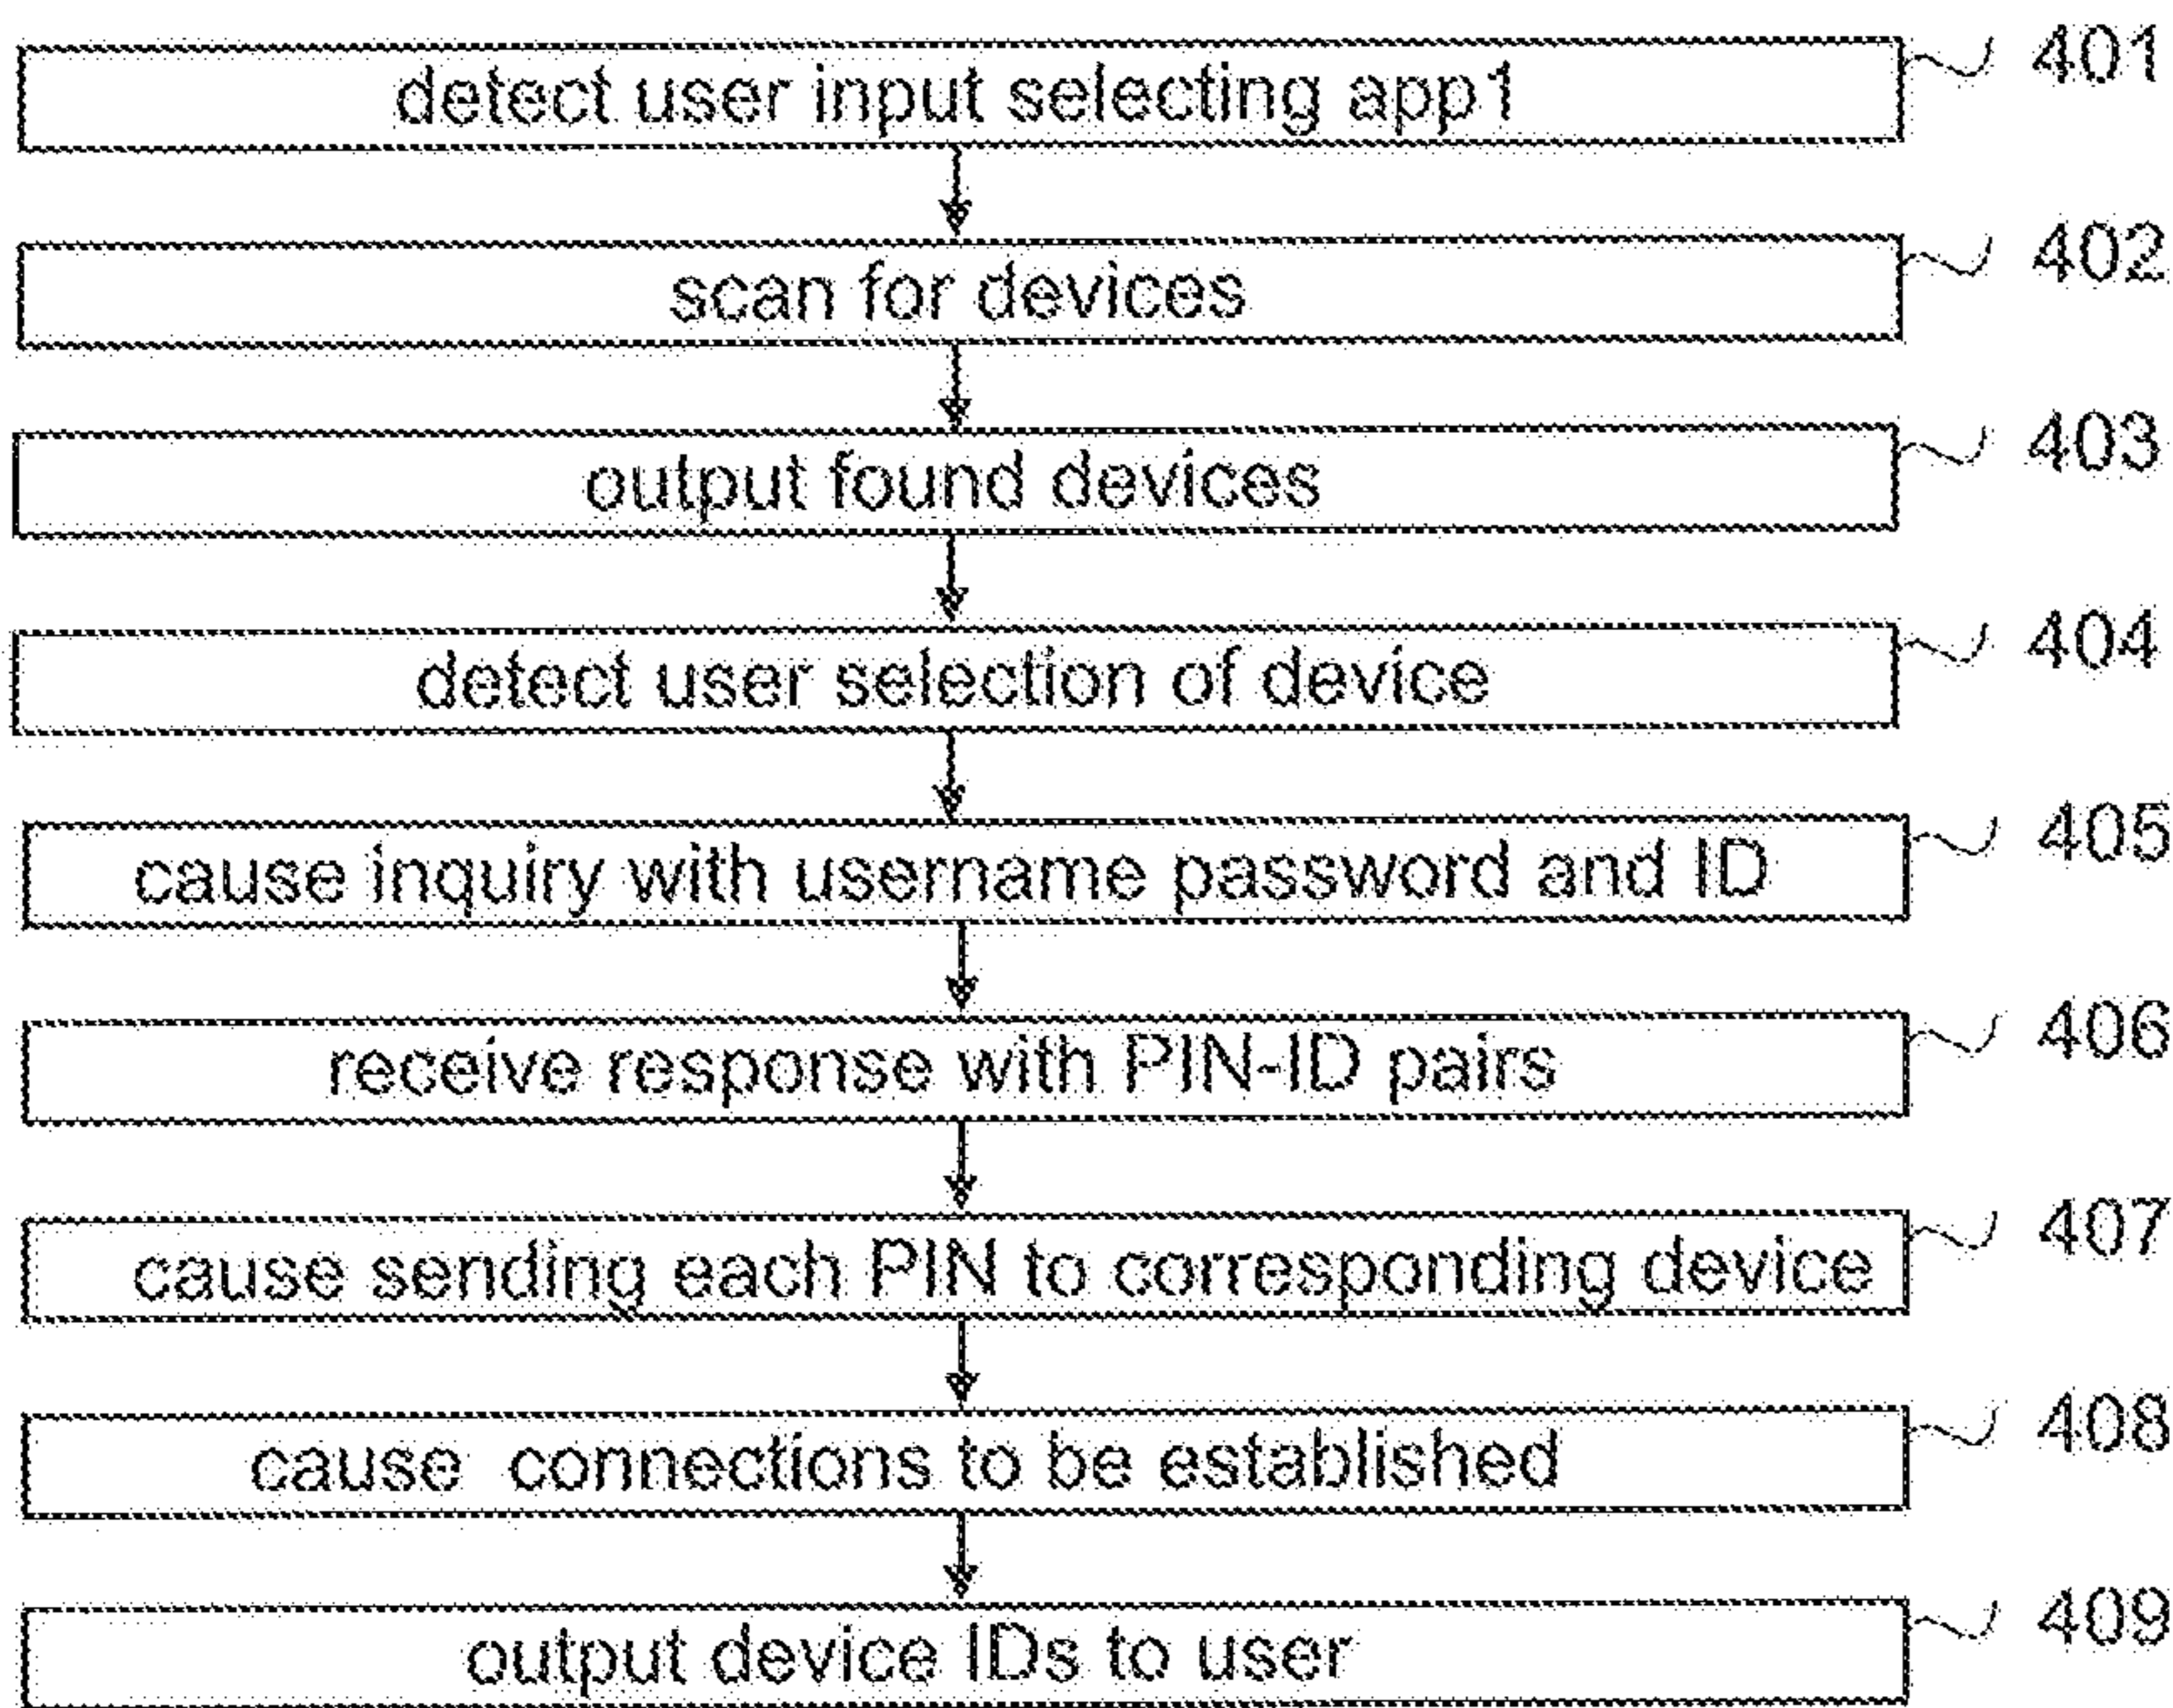 detect user input selecting app1 401
scan for devices 402
output found devices 403
detect user selection of device 404
cause inquiry with username password and ID 405
receive response with PIN-ID pairs 406
cause sending each PIN to corresponding device 407
cause connections to be established 408
output device IDs to user 409